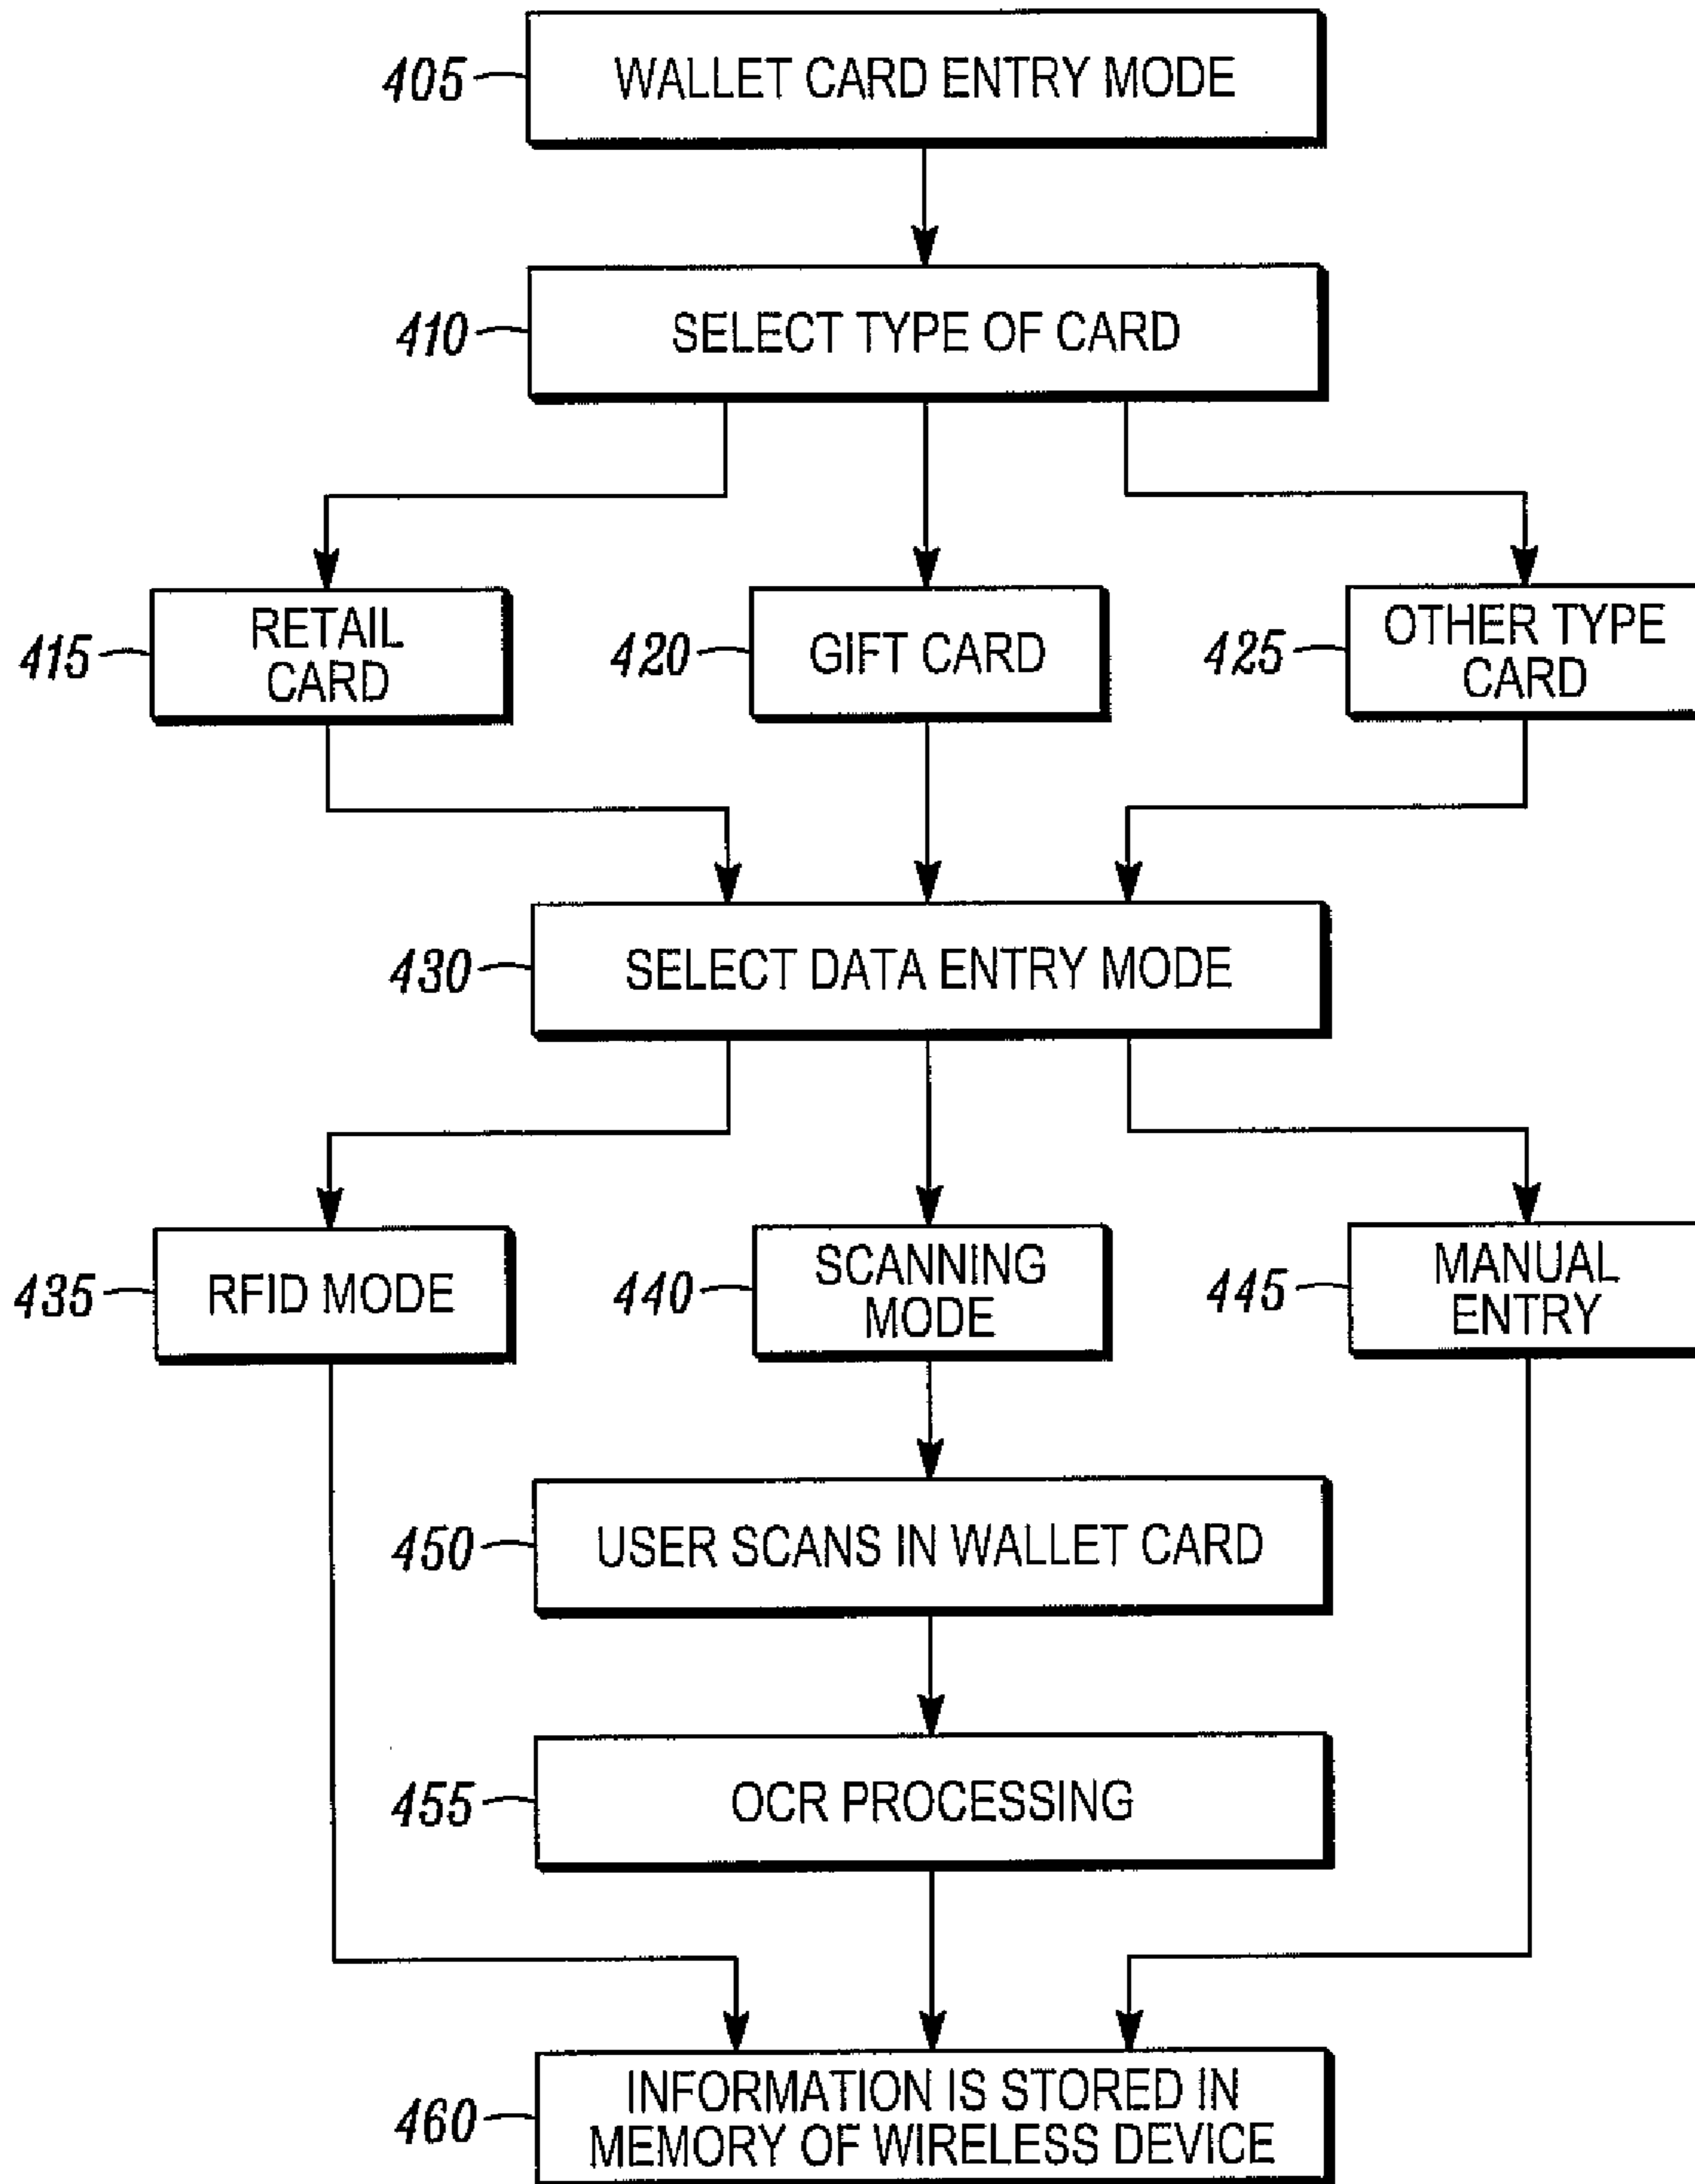 405 WALLET CARD ENTRY MODE
410 SELECT TYPE OF CARD
415 RETAIL
CARD
420 GIFT CARD
425 OTHER TYPE
CARD
430 SELECT DATA ENTRY MODE
435 RFID MODE
440 SCANNING
MODE
445 MANUAL
ENTRY
450 USER SCANS IN WALLET CARD
455 OCR PROCESSING
460 INFORMATION IS STORED IN
MEMORY OF WIRELESS DEVICE